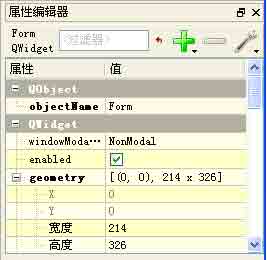 属性编辑器
Form
QWidget
<过滤器>
属性 值
QObject
objectName Form
QWidget
windowModa... NonModal
enabled
geometry [(0, 0), 214 x 326]
X 0
Y 0
宽度 214
高度 326